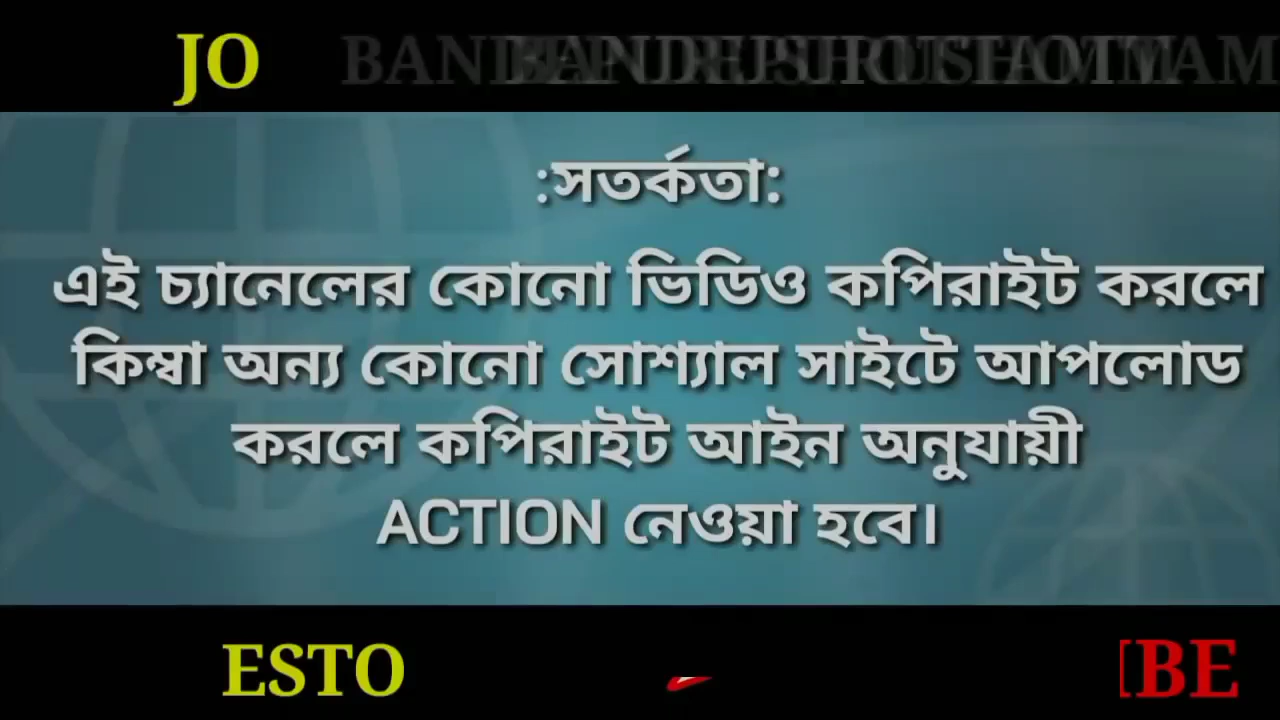 JO
:সতর্কতা:
এই চ্যানেলের কোনো ভিডিও কপিরাইট করলে
কিম্বা অন্য কোনো সোশ্যাল সাইটে আপলোড
করলে কপিরাইট আইন অনুযায়ী
ACTION নেওয়া হবে।
ESTO BE